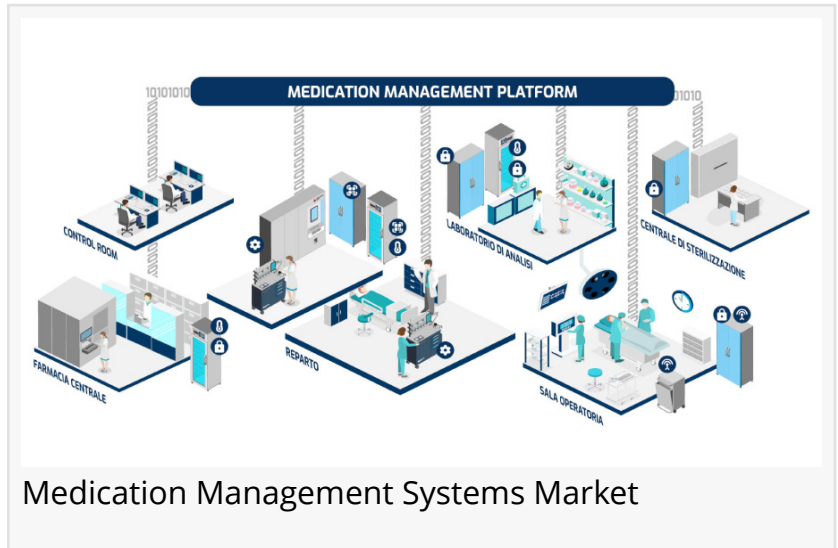 10101010
MEDICATION MANAGEMENT PLATFORM
01010
CONTROL ROOM
LABORATORIO DI ANALISI
CENTRALE DI STERILIZZAZIONE
FARMACIA CENTRALE
REPARTO
SALA OPERATORIA
Medication Management Systems Market